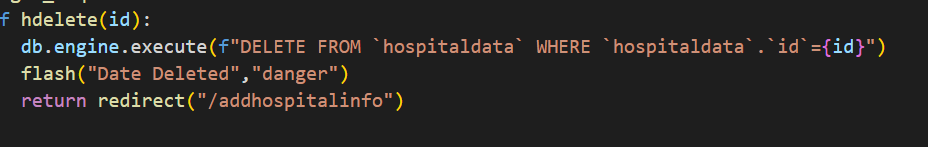 f hdelete(id):
db.engine.execute(f"DELETE FROM `hospitaldata` WHERE `hospitaldata`.`id`={id}")
flash("Date Deleted","danger")
return redirect("/addhospitalinfo")